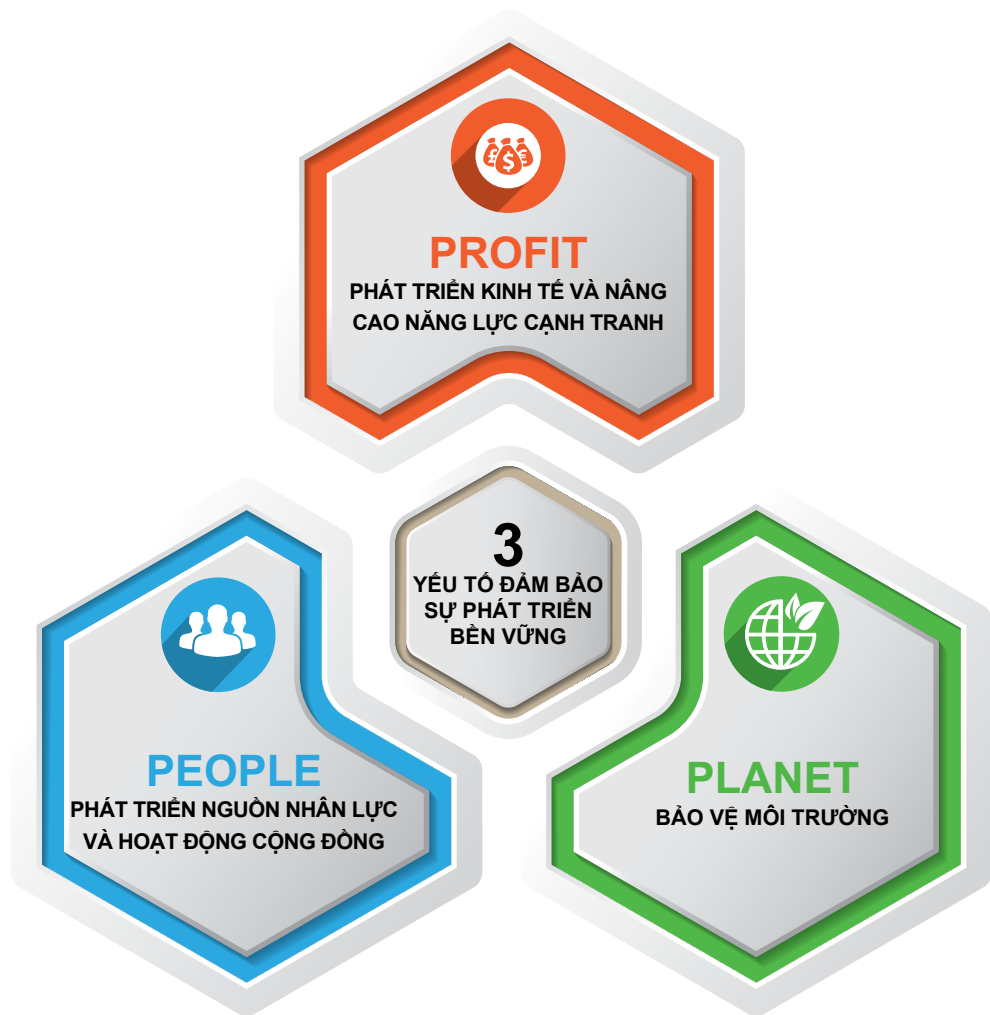 PROFIT
PHÁT TRIỂN KINH TẾ VÀ NÂNG
CAO NĂNG LỰC CẠNH TRANH
3
YẾU TỐ ĐẢM BẢO
SỰ PHÁT TRIỂN
BỀN VỮNG
PEOPLE
PHÁT TRIỂN NGUỒN NHÂN LỰC
VÀ HOẠT ĐỘNG CỘNG ĐỒNG
PLANET
BẢO VỆ MÔI TRƯỜNG